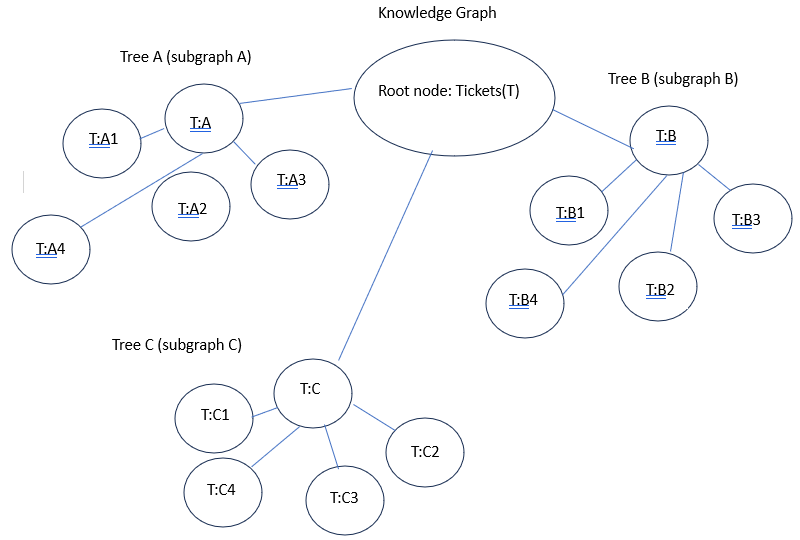 Knowledge Graph
Tree A (subgraph A)
Tree B (subgraph B)
Root node: Tickets(T)
T:A
T:B
T:A1
T:A3
T:A2
T:A4
T:B1
T:B3
T:B2
T:B4
Tree C (subgraph C)
T:C
T:C1
T:C2
T:C4
T:C3